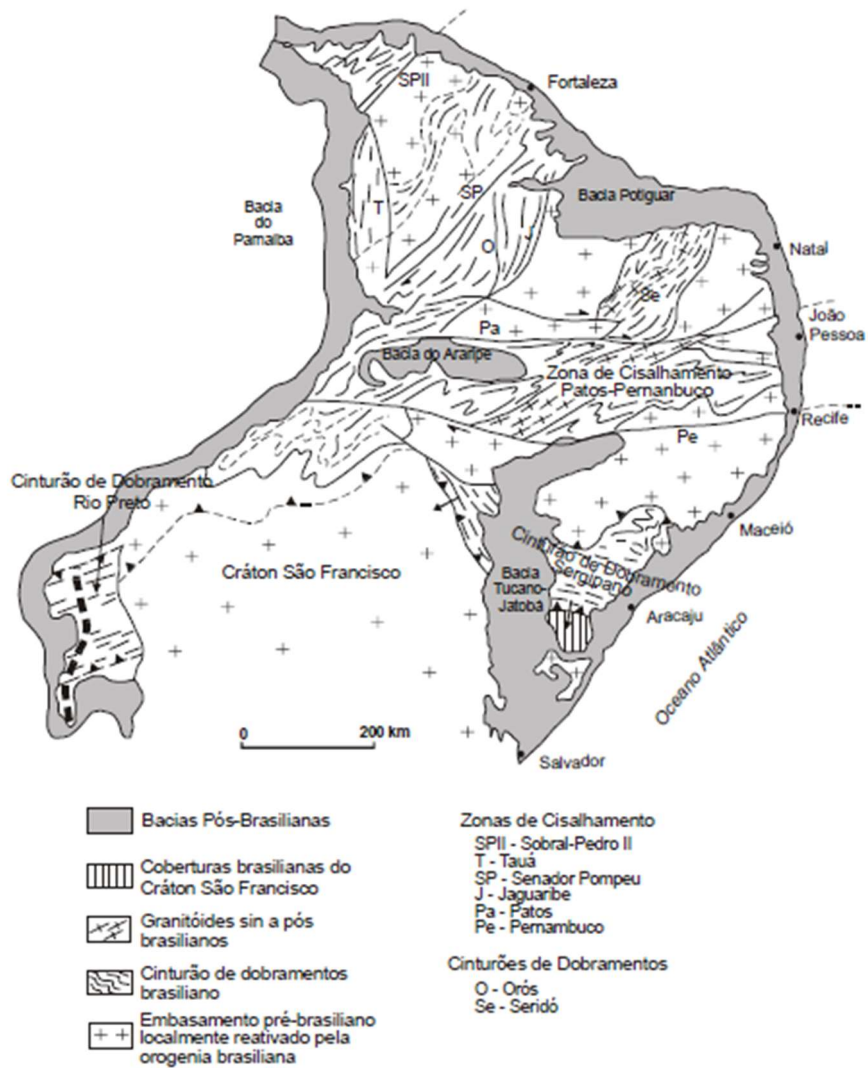 SPII
Fortaleza
Bacia
do
Parnaíba
T
SP
Bacia Potiguar
O
J
Natal
Se
Pa
João
Pessoa
Bacia do Araripe
Zona de Cisalhamento
Patos-Pernanbuco
Recife
Pe
Cinturão de Dobramento
Rio Preto
Maceió
Cinturão de Dobramento
Sergipano
Cráton São Francisco
Bacia
Tucano-
Jatobá
Aracaju
Oceano Atlântico
0 200 km
Salvador
Bacias Pós-Brasilianas
Coberturas brasilianas do
Cráton São Francisco
Granitóides sin a pós
brasilianos
Cinturão de dobramentos
brasiliano
Embasamento pré-brasiliano
localmente reativado pela
orogenia brasiliana
Zonas de Cisalhamento
SPII - Sobral-Pedro II
T - Tauá
SP - Senador Pompeu
J - Jaguaribe
Pa - Patos
Pe - Pernambuco
Cinturões de Dobramentos
O - Orós
Se - Seridó